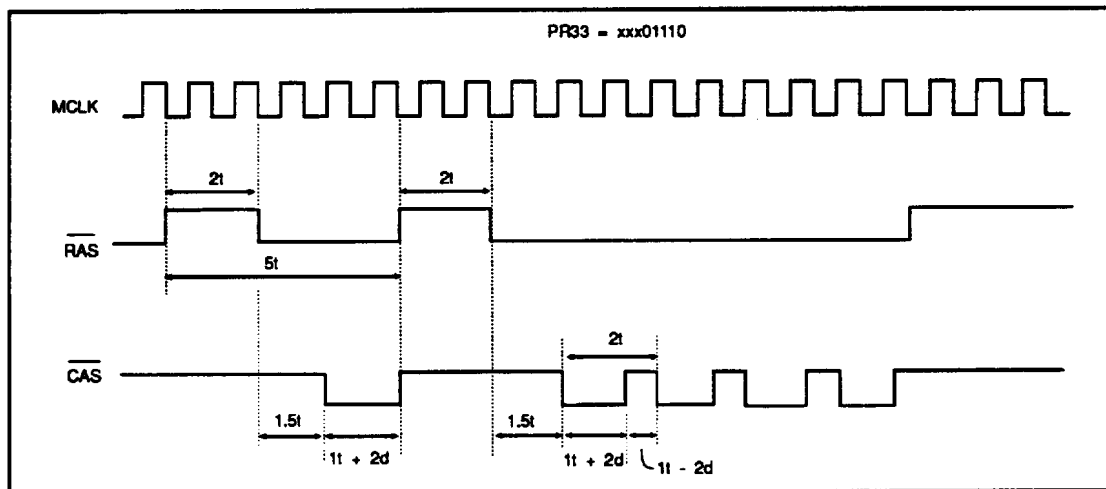 PR33 = xxx01110
MCLK
2t
2t
RAS
5t
2t
CAS
1.5t
1.5t
1t + 2d
1t + 2d
1t - 2d